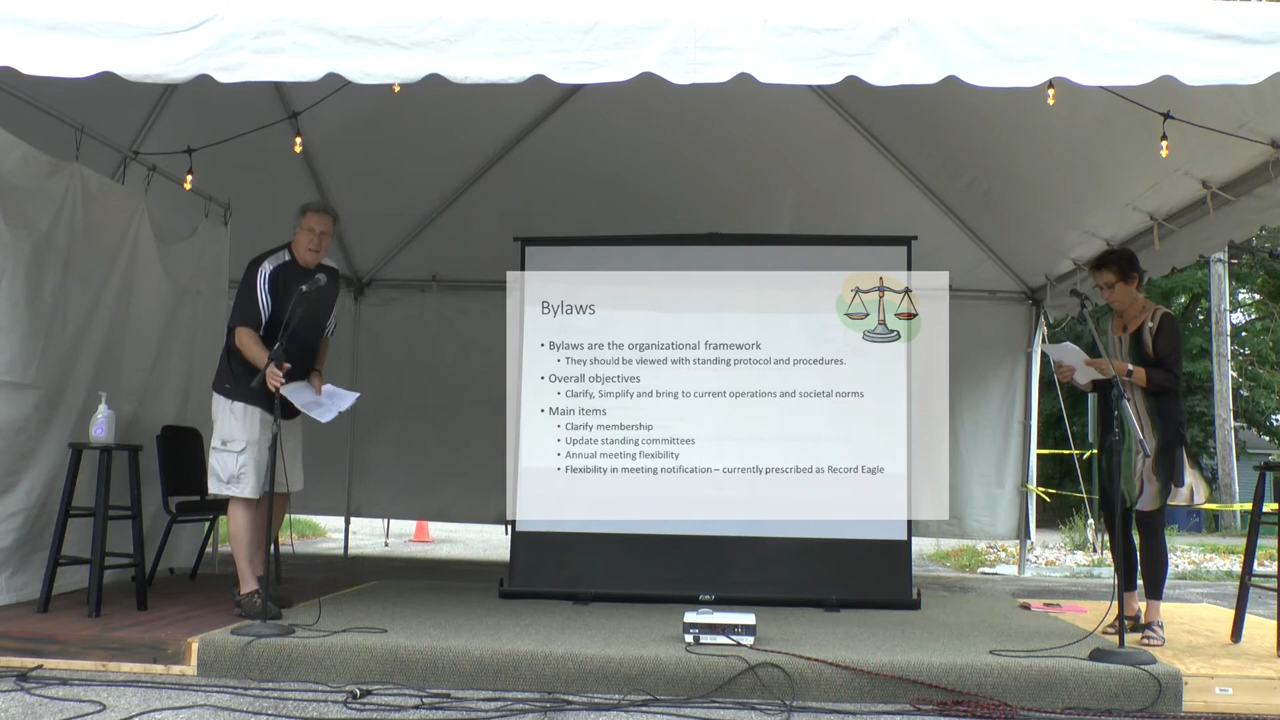 Bylaws
• Bylaws are the organizational framework
• They should be viewed with standing protocol and procedures.
• Overall objectives
• Clarify, Simplify and bring to current operations and societal norms
• Main items
• Clarify membership
• Update standing committees
• Annual meeting flexibility
• Flexibility in meeting notification – currently prescribed as Record Eagle